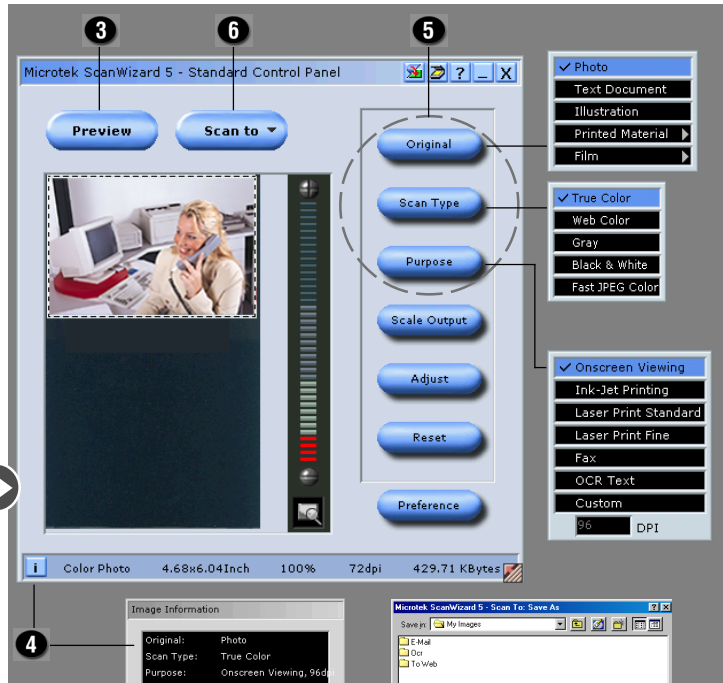 3
6
5
Microtek ScanWizard 5 - Standard Control Panel
? _ X
Preview
Scan to
Original
Scan Type
Purpose
Scale Output
Adjust
Reset
Preference
✓ Photo
Text Document
Illustration
Printed Material
Film
✓ True Color
Web Color
Gray
Black & White
Fast JPEG Color
✓ Onscreen Viewing
Ink-Jet Printing
Laser Print Standard
Laser Print Fine
Fax
OCR Text
Custom
96 DPI
i Color Photo 4.68x6.04Inch 100% 72dpi 429.71 KBytes
4
Image Information
Original: Photo
Scan Type: True Color
Purpose: Onscreen Viewing, 96dpi
Microtek ScanWizard 5 - Scan To: Save As
Save in: My Images
E-Mail
Ocr
To Web